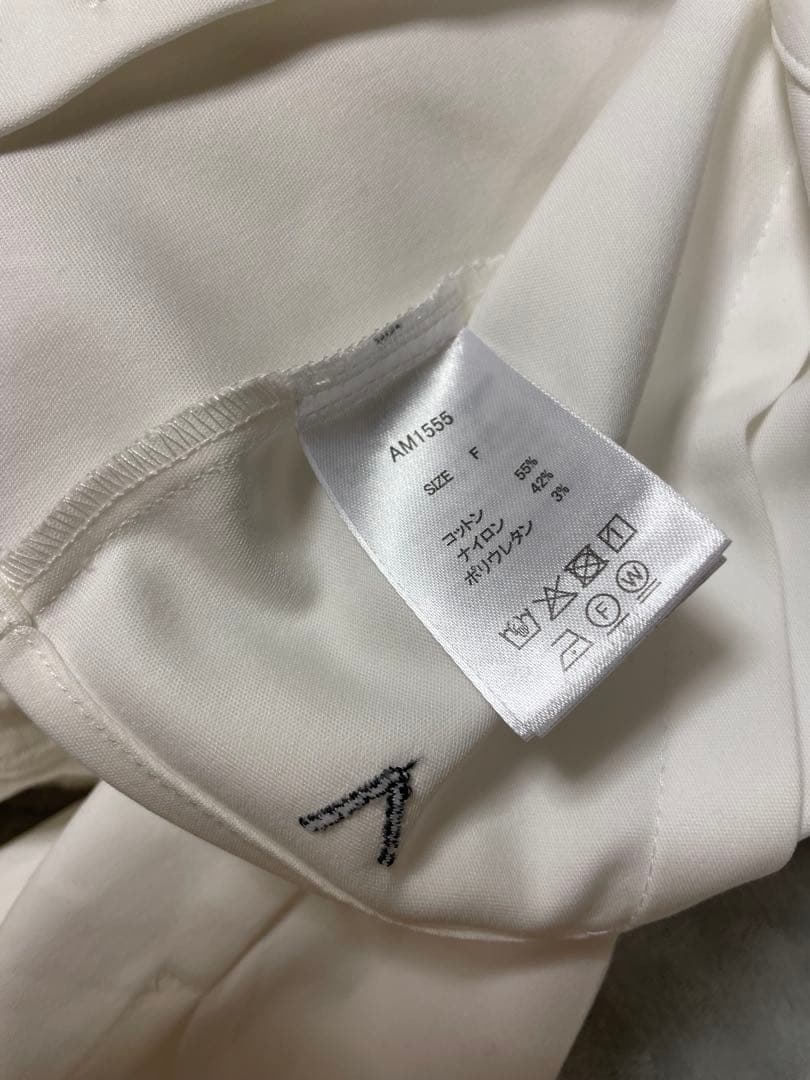 AM1555
SIZE F
コットン 55%
ナイロン 42%
ポリウレタン 3%
F W